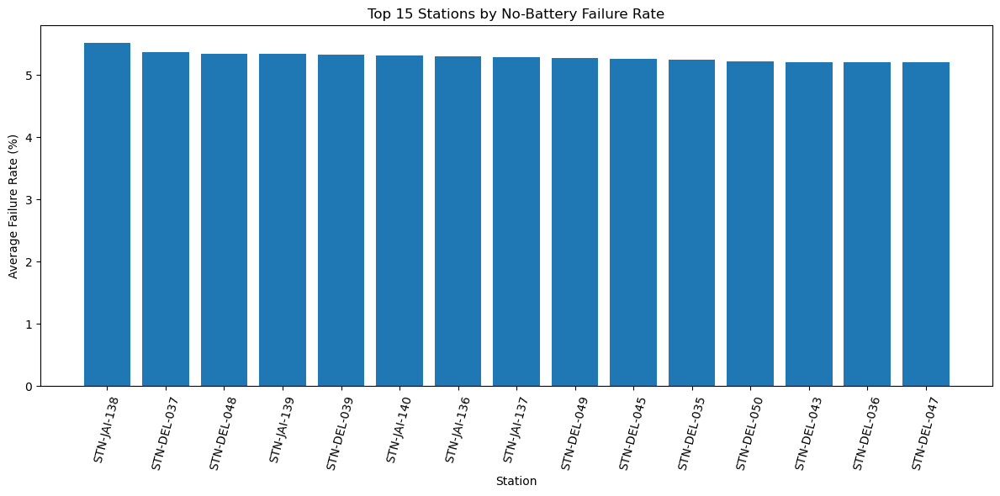 Top 15 Stations by No-Battery Failure Rate
Average Failure Rate (%)
5
4
3
2
1
0
STN-JAI-138
STN-DEL-037
STN-DEL-048
STN-JAI-139
STN-DEL-039
STN-JAI-140
STN-JAI-136
STN-JAI-137
STN-DEL-049
STN-DEL-045
STN-DEL-035
STN-DEL-050
STN-DEL-043
STN-DEL-036
STN-DEL-047
Station